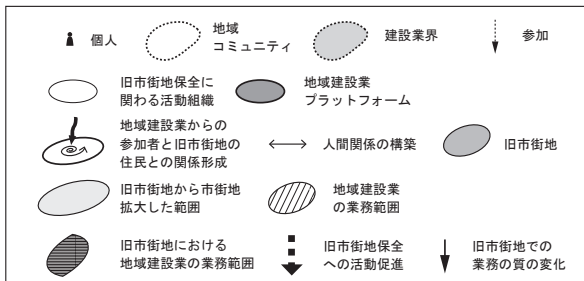 個人
地域
コミュニティ
建設業界
参加
旧市街地保全に
関わる活動組織
地域建設業
プラットフォーム
地域建設業からの
参加者と旧市街地の
住民との関係形成
人間関係の構築
旧市街地
旧市街地から市街地
拡大した範囲
地域建設業
の業務範囲
旧市街地における
地域建設業の業務範囲
旧市街地保全
への活動促進
旧市街地での
業務の質の変化